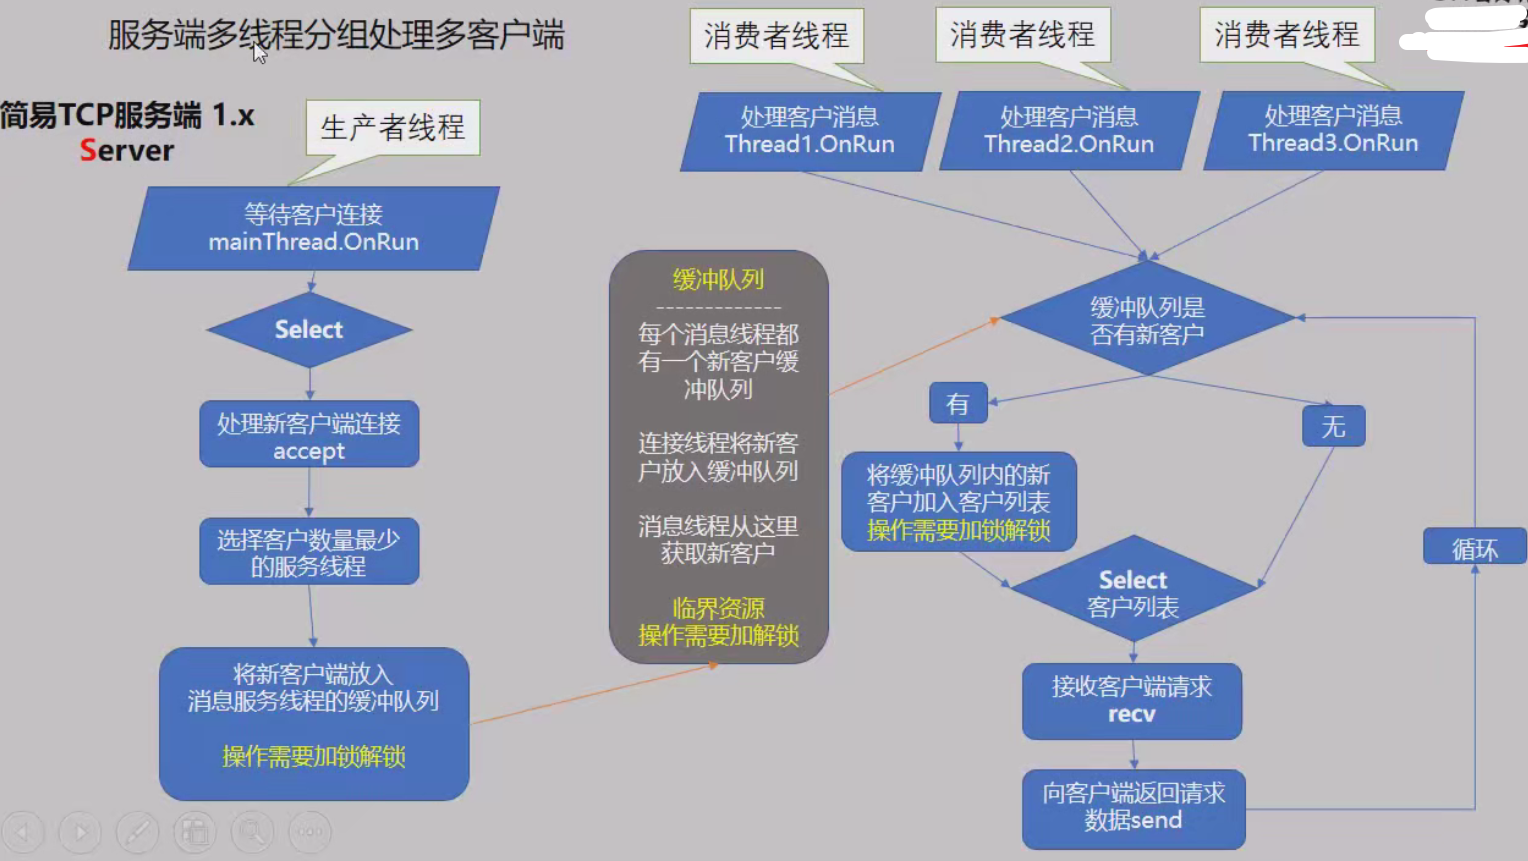 服务端多线程分组处理多客户端
简易TCP服务端 1.x
Server
生产者线程
等待客户连接
mainThread.OnRun
Select
处理新客户端连接
accept
选择客户数量最少
的服务线程
将新客户端放入
消息服务线程的缓冲队列
操作需要加锁解锁
缓冲队列
-------------
每个消息线程都
有一个新客户缓
冲队列
连接线程将新客
户放入缓冲队列
消息线程从这里
获取新客户
临界资源
操作需要加解锁
消费者线程
消费者线程
消费者线程
处理客户消息
Thread1.OnRun
处理客户消息
Thread2.OnRun
处理客户消息
Thread3.OnRun
缓冲队列是
否有新客户
有
无
将缓冲队列内的新
客户加入客户列表
操作需要加锁解锁
Select
客户列表
循环
接收客户端请求
recv
向客户端返回请求
数据send